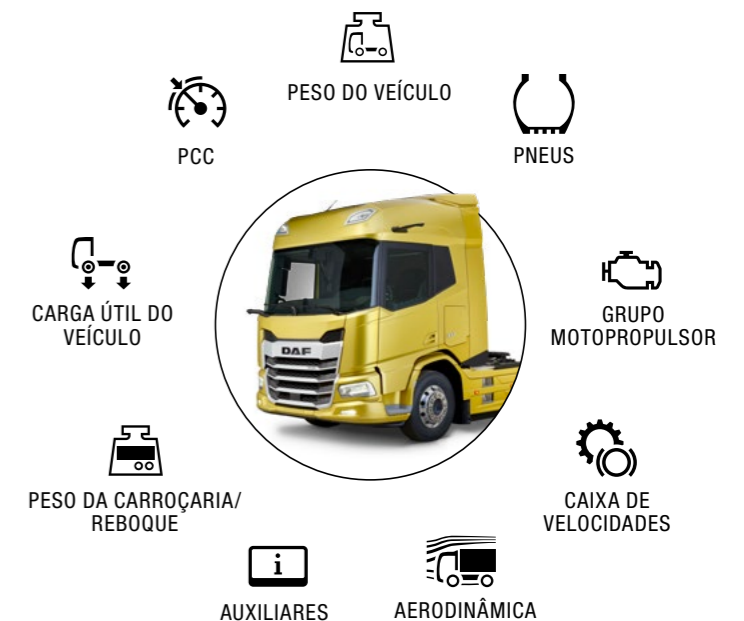 PESO DO VEÍCULO
PCC
PNEUS
CARGA ÚTIL DO
VEÍCULO
GRUPO
MOTOPROPULSOR
DAF
PESO DA CARROÇARIA/
REBOQUE
CAIXA DE
VELOCIDADES
i
AUXILIARES
AERODINÂMICA